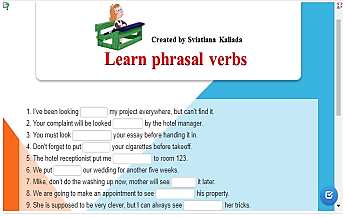 Created by Sviatlana Kaliada
Learn phrasal verbs
1. I've been looking my project everywhere, but can't find it.
2. Your complaint will be looked by the hotel manager.
3. You must look your essay before handing it in.
4. Don't forget to put your cigarettes before takeoff.
5. The hotel receptionist put me to room 123.
6. We put our wedding for another five weeks.
7. Mike, don't do the washing up now, mother will see it later.
8. We are going to make an appointment to see his property.
9. She is supposed to be very clever, but I can always see her tricks.